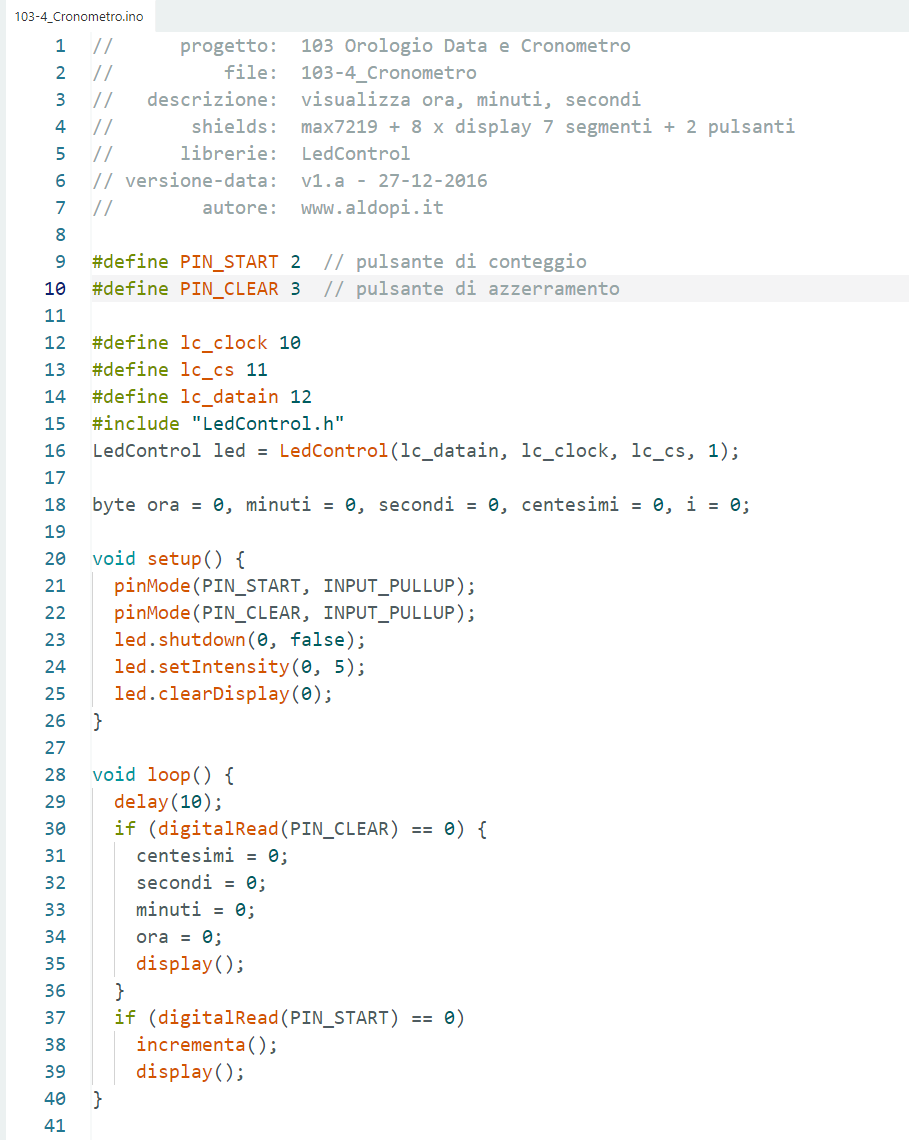 103-4_Cronometro.ino
1 //      progetto:  103 Orologio Data e Cronometro
2 //          file:  103-4_Cronometro
3 //   descrizione:  visualizza ora, minuti, secondi
4 //       shields:  max7219 + 8 x display 7 segmenti + 2 pulsanti
5 //      librerie:  LedControl
6 // versione-data:  v1.a - 27-12-2016
7 //        autore:  www.aldopi.it
8
9 #define PIN_START 2  // pulsante di conteggio
10 #define PIN_CLEAR 3  // pulsante di azzerramento
11
12 #define lc_clock 10
13 #define lc_cs 11
14 #define lc_datain 12
15 #include "LedControl.h"
16 LedControl led = LedControl(lc_datain, lc_clock, lc_cs, 1);
17
18 byte ora = 0, minuti = 0, secondi = 0, centesimi = 0, i = 0;
19
20 void setup() {
21   pinMode(PIN_START, INPUT_PULLUP);
22   pinMode(PIN_CLEAR, INPUT_PULLUP);
23   led.shutdown(0, false);
24   led.setIntensity(0, 5);
25   led.clearDisplay(0);
26 }
27
28 void loop() {
29   delay(10);
30   if (digitalRead(PIN_CLEAR) == 0) {
31     centesimi = 0;
32     secondi = 0;
33     minuti = 0;
34     ora = 0;
35     display();
36   }
37   if (digitalRead(PIN_START) == 0)
38     incrementa();
39     display();
40 }
41